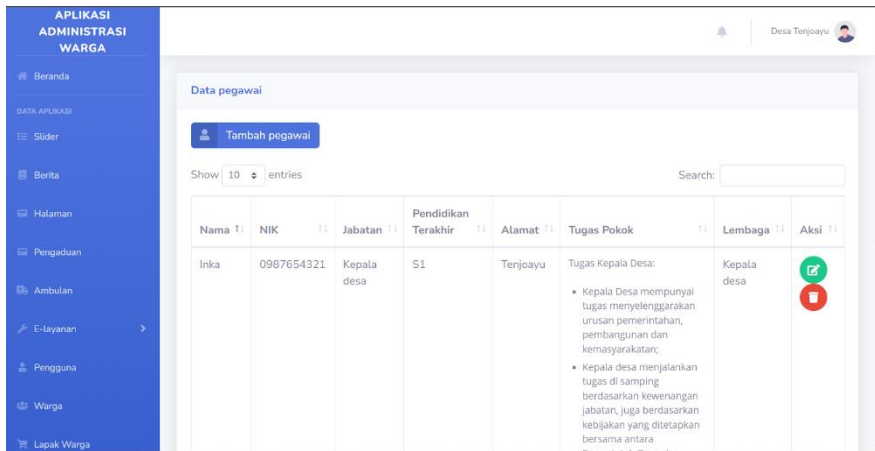 APLIKASI
ADMINISTRASI
WARGA
Desa Tenjoayu
Beranda
DATA APLIKASI
Slider
Berita
Halaman
Pengaduan
Ambulan
E-layanan
Pengguna
Warga
Lapak Warga
Data pegawai
Tambah pegawai
Show 10 entries
Search:
Nama NIK Jabatan Pendidikan Terakhir Alamat Tugas Pokok Lembaga Aksi
Inka 0987654321 Kepala desa S1 Tenjoayu Tugas Kepala Desa: Kepala desa
Kepala Desa mempunyai
tugas menyelenggarakan
urusan pemerintahan,
pembangunan dan
kemasyarakatan;
Kepala desa menjalankan
tugas di samping
berdasarkan kewenangan
jabatan, juga berdasarkan
kebijakan yang ditetapkan
bersama antara